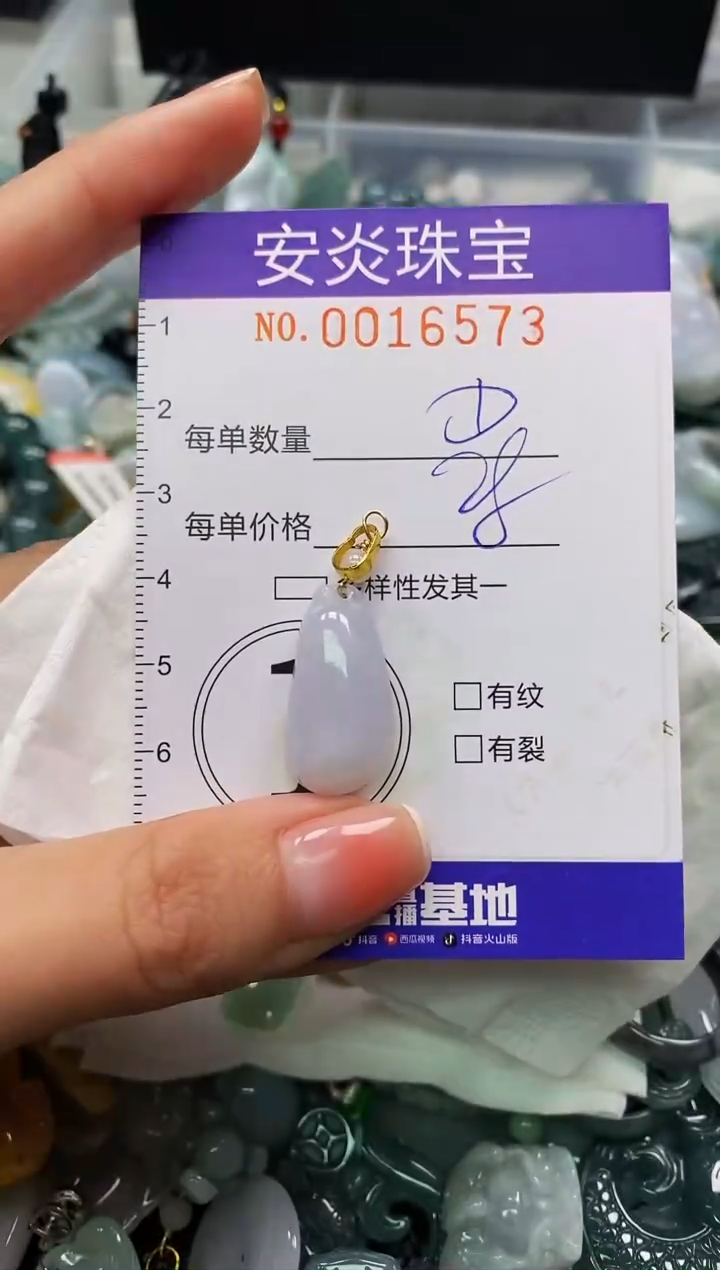 安炎珠宝
NO.0016573
1
2
每单数量 ①
3
每单价格
4
样性发其一
5
有纹
有裂
6
播基地
抖音 西瓜视频 抖音火山版